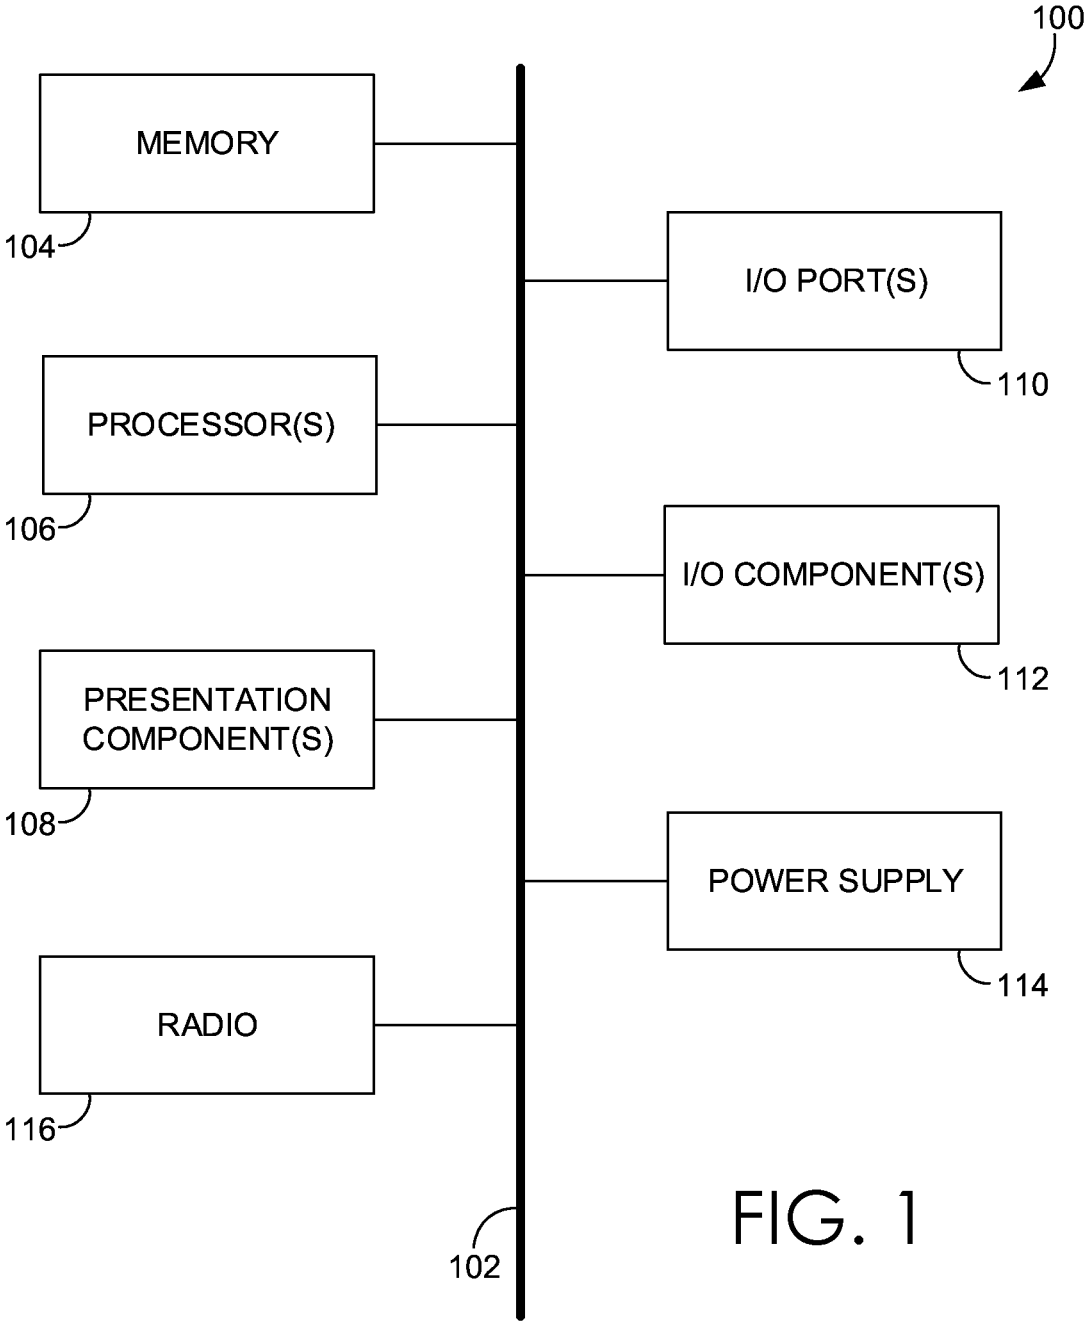 100
MEMORY
104
I/O PORT(S)
110
PROCESSOR(S)
106
I/O COMPONENT(S)
112
PRESENTATION
COMPONENT(S)
108
POWER SUPPLY
114
RADIO
116
102
FIG. 1